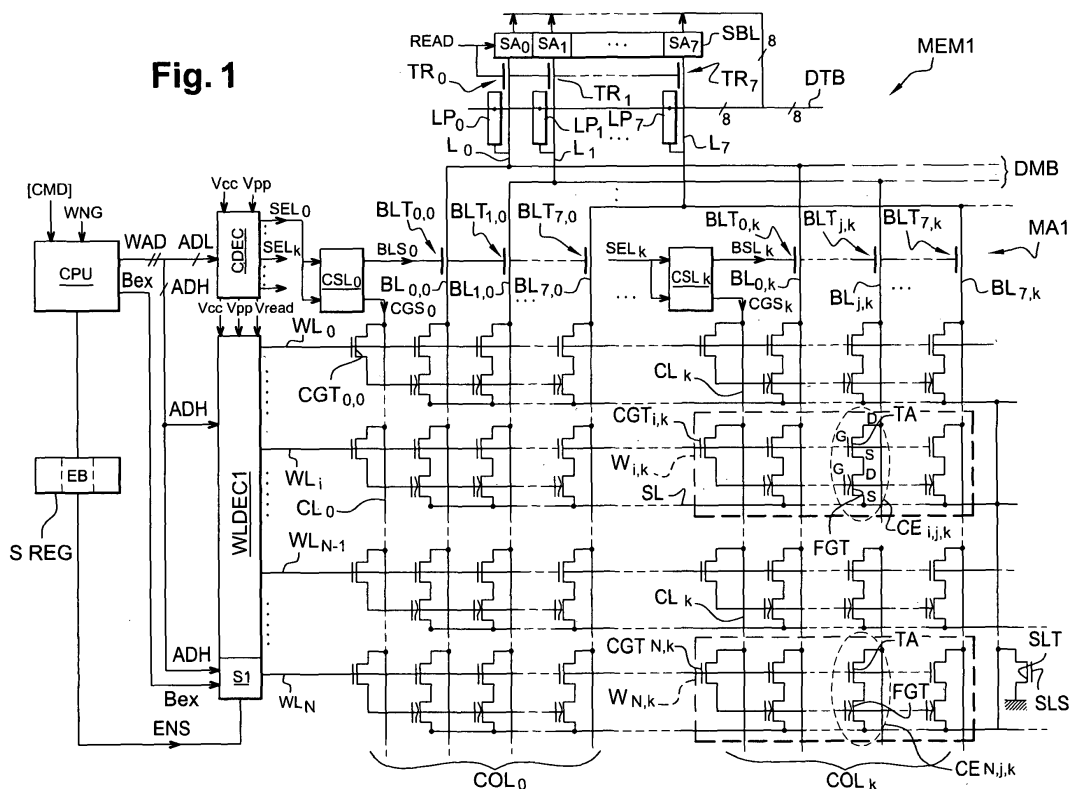 Fig. 1
READ
SA0 SA1 ... SA7
SBL
MEM1
TR0
TR1
TR7
8
DTB
LP0
LP1
LP7
...
8
8
L0
L1
L7
DMB
[CMD]
WNG
Vcc Vpp
SEL0
BLT0,0
BLT1,0
BLT7,0
BLT0,k
BLTj,k
BLT7,k
MA1
CPU
WAD
ADL
CDEC
SELk
CSL0
BLS0
SELk
CSLk
BSLk
Bex
ADH
BL0,0
BL1,0
BL7,0
BL0,k
BLj,k
BL7,k
...
...
...
Vcc Vpp Vread
CGS0
CGSk
WL0
CGT0,0
CLk
ADH
WLDEC1
CGTi,k
D
TA
G
S
Wi,k
G
D
S
EB
WLi
CL0
SL
FGT
CEi,j,k
S REG
WLN-1
CLk
ADH
CGTN,k
TA
SLT
S1
WLN
WN,k
FGT
SLS
Bex
ENS
COL0
COLk
CEN,j,k